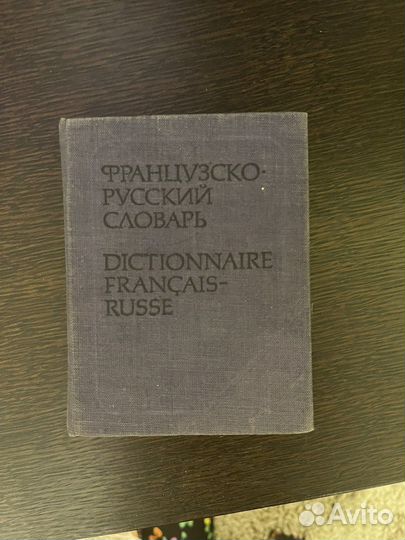 ФРАНЦУЗСКО-
РУССКИЙ
СЛОВАРЬ
DICTIONNAIRE
FRANÇAIS-
RUSSE
Avito